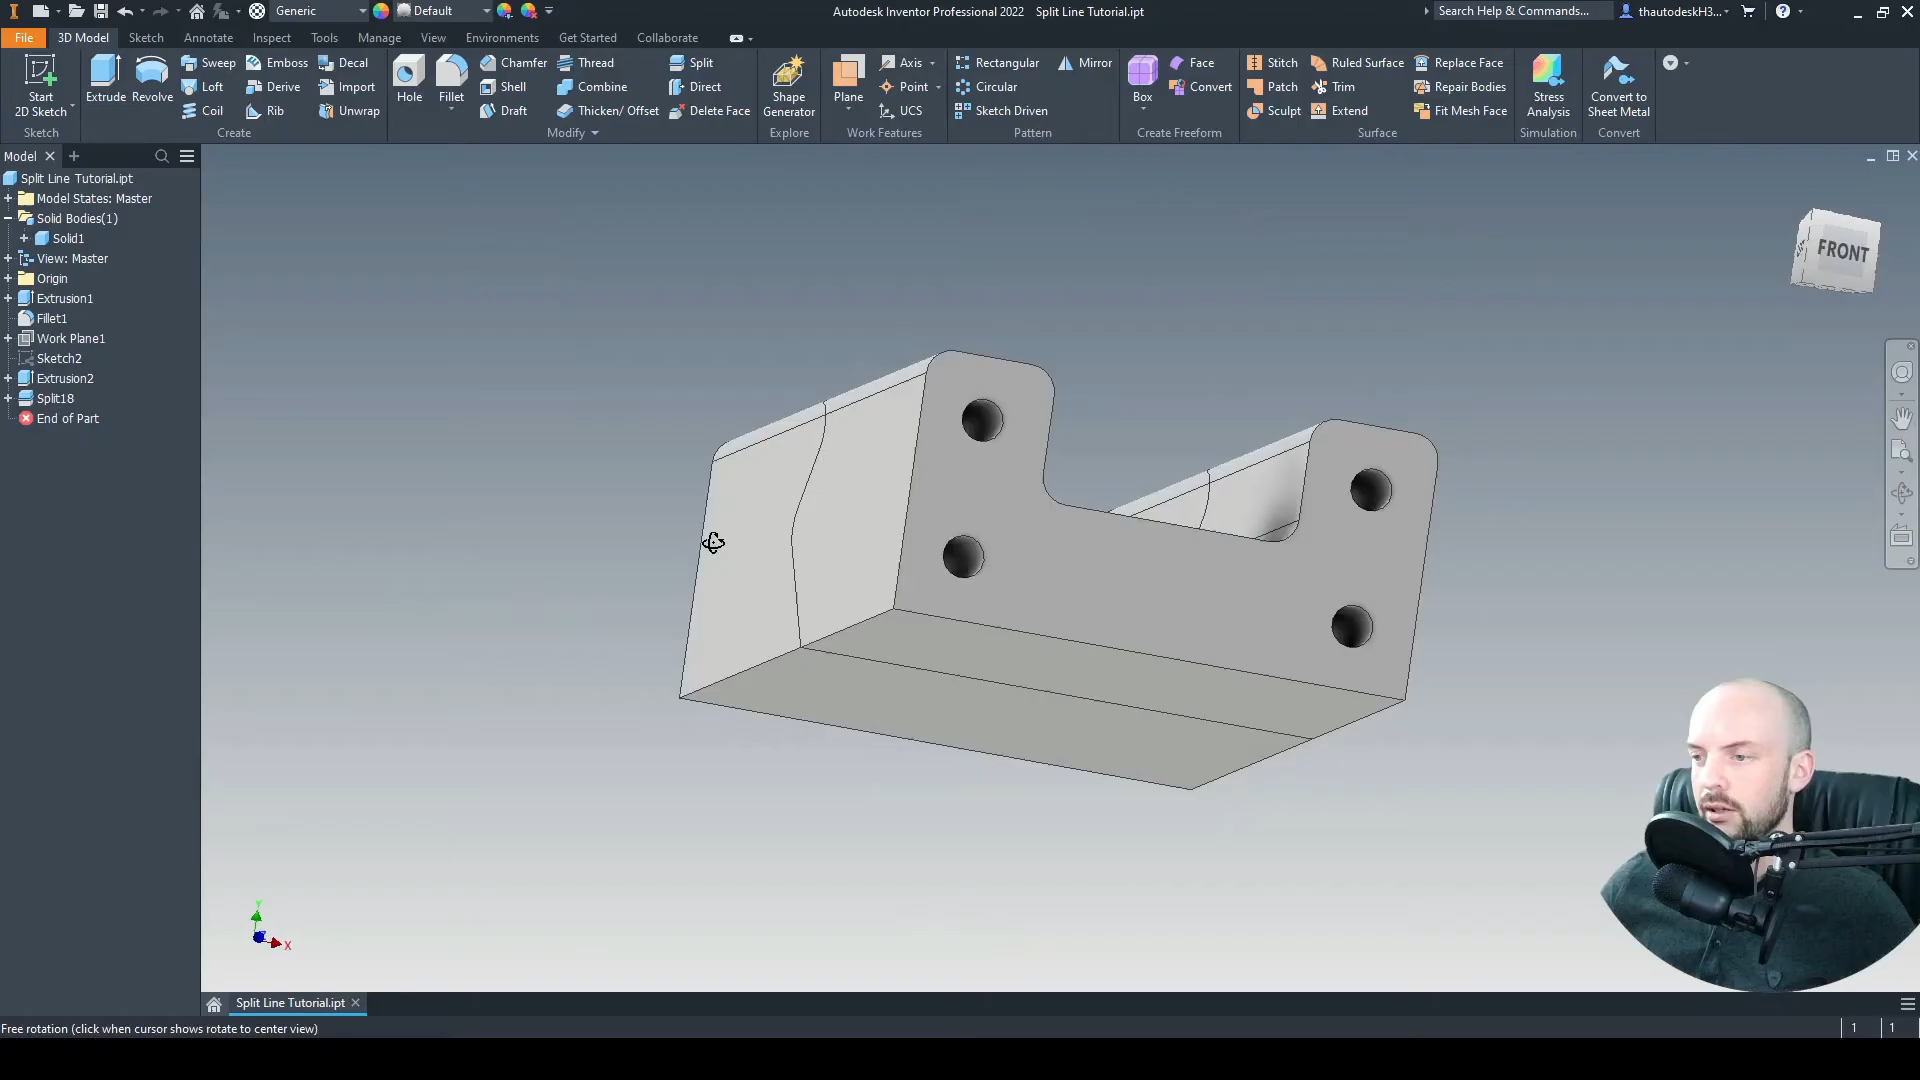 Generic
Default
Autodesk Inventor Professional 2022 Split Line Tutorial.ipt
Search Help & Commands...
thautodeskH3...
File
3D Model
Sketch
Annotate
Inspect
Tools
Manage
View
Environments
Get Started
Collaborate
Start
2D Sketch
Sketch
Extrude
Revolve
Sweep
Loft
Coil
Emboss
Derive
Rib
Decal
Import
Unwrap
Create
Hole
Fillet
Chamfer
Shell
Draft
Thread
Combine
Thicken/ Offset
Split
Direct
Delete Face
Modify
Shape
Generator
Explore
Plane
Axis
Point
UCS
Work Features
Rectangular
Circular
Sketch Driven
Mirror
Pattern
Box
Face
Convert
Create Freeform
Stitch
Patch
Sculpt
Ruled Surface
Trim
Extend
Replace Face
Repair Bodies
Fit Mesh Face
Surface
Stress
Analysis
Simulation
Convert to
Sheet Metal
Convert
Model
Split Line Tutorial.ipt
Model States: Master
Solid Bodies(1)
Solid1
View: Master
Origin
Extrusion1
Fillet1
Work Plane1
Sketch2
Extrusion2
Split18
End of Part
FRONT
Y
X
Split Line Tutorial.ipt
Free rotation (click when cursor shows rotate to center view)
1
1